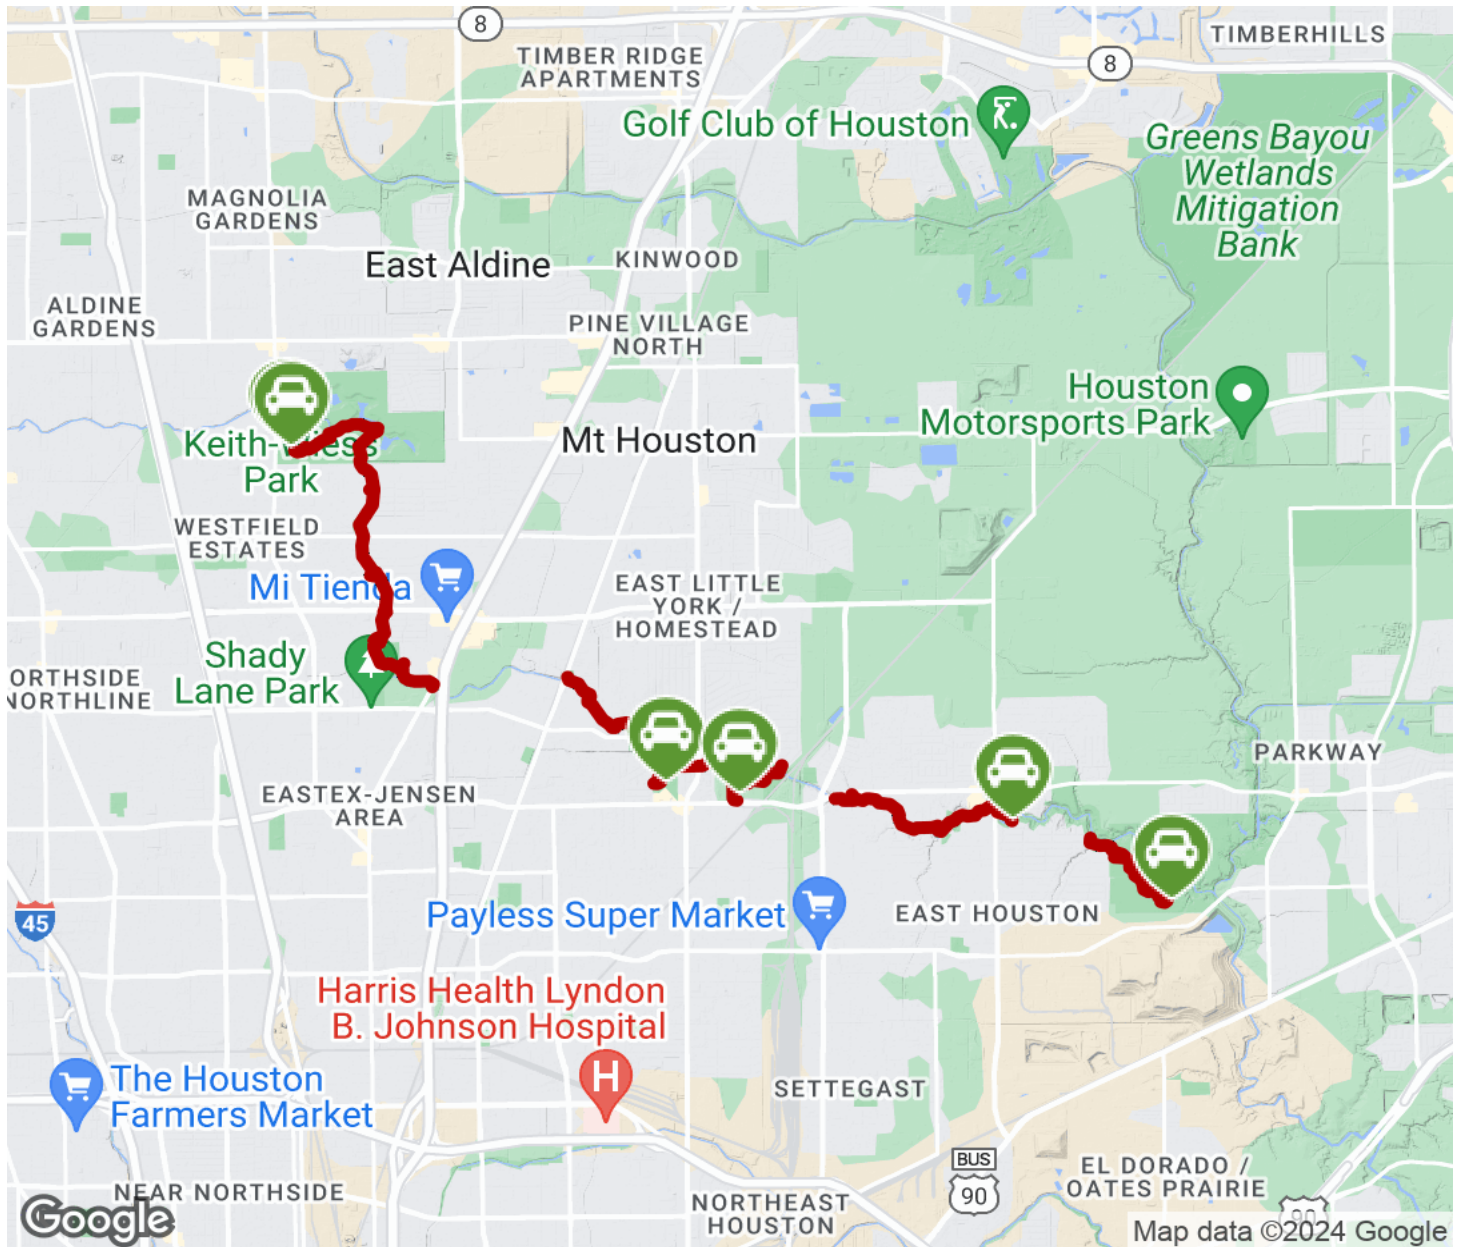 8
TIMBERHILLS
TIMBER RIDGE
APARTMENTS
8
Golf Club of Houston
Greens Bayou
Wetlands
Mitigation
Bank
MAGNOLIA
GARDENS
East Aldine
KINWOOD
ALDINE
GARDENS
PINE VILLAGE
NORTH
Houston
Motorsports Park
Keith-Wiess
Park
Mt Houston
WESTFIELD
ESTATES
Mi Tienda
EAST LITTLE
YORK /
HOMESTEAD
Shady
Lane Park
ORTHSIDE
NORTHLINE
PARKWAY
EASTEX-JENSEN
AREA
45
Payless Super Market
EAST HOUSTON
Harris Health Lyndon
B. Johnson Hospital
H
The Houston
Farmers Market
SETTEGAST
BUS
90
EL DORADO /
OATES PRAIRIE
NEAR NORTHSIDE
NORTHEAST
HOUSTON
90
Google
Map data ©2024 Google